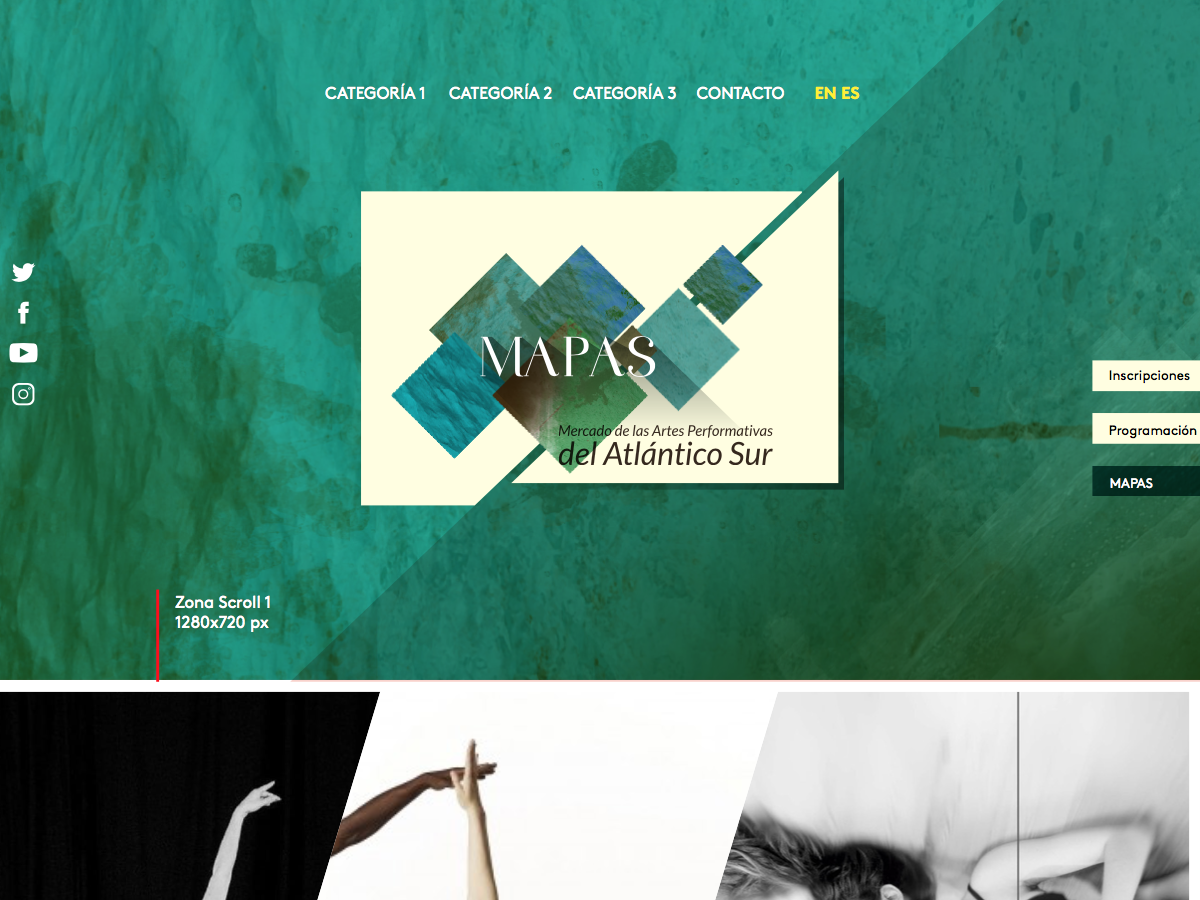 CATEGORÍA 1 CATEGORÍA 2 CATEGORÍA 3 CONTACTO EN ES
MAPAS
Mercado de las Artes Performativas
del Atlántico Sur
Inscripciones
Programación
MAPAS
Zona Scroll 1
1280x720 px